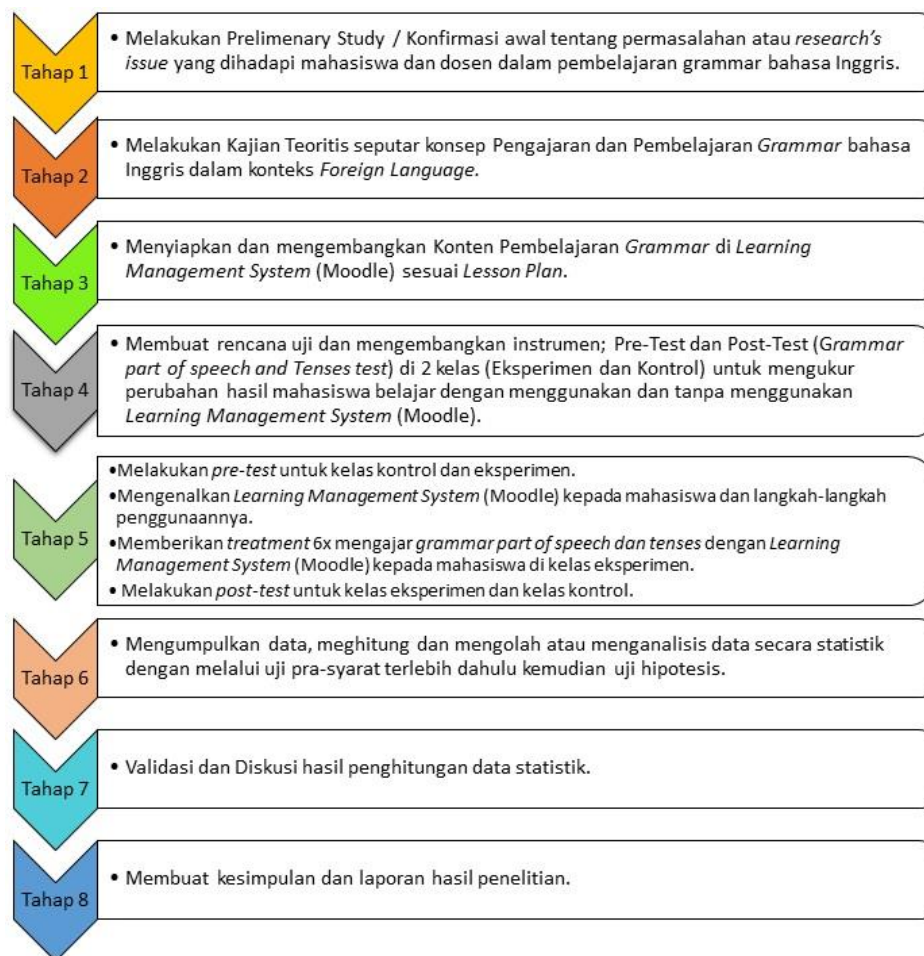 Tahap 1
• Melakukan Prelimenary Study / Konfirmasi awal tentang permasalahan atau research's
issue yang dihadapi mahasiswa dan dosen dalam pembelajaran grammar bahasa Inggris.
Tahap 2
• Melakukan Kajian Teoritis seputar konsep Pengajaran dan Pembelajaran Grammar bahasa
Inggris dalam konteks Foreign Language.
Tahap 3
• Menyiapkan dan mengembangkan Konten Pembelajaran Grammar di Learning
Management System (Moodle) sesuai Lesson Plan.
Tahap 4
• Membuat rencana uji dan mengembangkan instrumen; Pre-Test dan Post-Test (Grammar
part of speech and Tenses test) di 2 kelas (Eksperimen dan Kontrol) untuk mengukur
perubahan hasil mahasiswa belajar dengan menggunakan dan tanpa menggunakan
Learning Management System (Moodle).
Tahap 5
•Melakukan pre-test untuk kelas kontrol dan eksperimen.
•Mengenalkan Learning Management System (Moodle) kepada mahasiswa dan langkah-langkah
penggunaannya.
•Memberikan treatment 6x mengajar grammar part of speech dan tenses dengan Learning
Management System (Moodle) kepada mahasiswa di kelas eksperimen.
• Melakukan post-test untuk kelas eksperimen dan kelas kontrol.
Tahap 6
• Mengumpulkan data, meghitung dan mengolah atau menganalisis data secara statistik
dengan melalui uji pra-syarat terlebih dahulu kemudian uji hipotesis.
Tahap 7
• Validasi dan Diskusi hasil penghitungan data statistik.
Tahap 8
• Membuat kesimpulan dan laporan hasil penelitian.